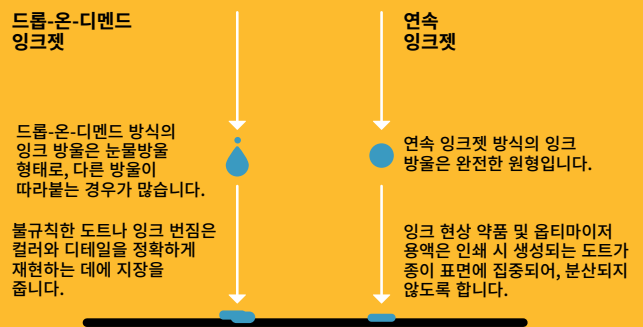 드롭-온-디멘드
잉크젯
드롭-온-디멘드 방식의
잉크 방울은 눈물방울
형태로, 다른 방울이
따라붙는 경우가 많습니다.
불규칙한 도트나 잉크 번짐은
컬러와 디테일을 정확하게
재현하는 데에 지장을
줍니다.
연속
잉크젯
연속 잉크젯 방식의 잉크
방울은 완전한 원형입니다.
잉크 현상 약품 및 옵티마이저
용액은 인쇄 시 생성되는 도트가
종이 표면에 집중되어, 분산되지
않도록 합니다.